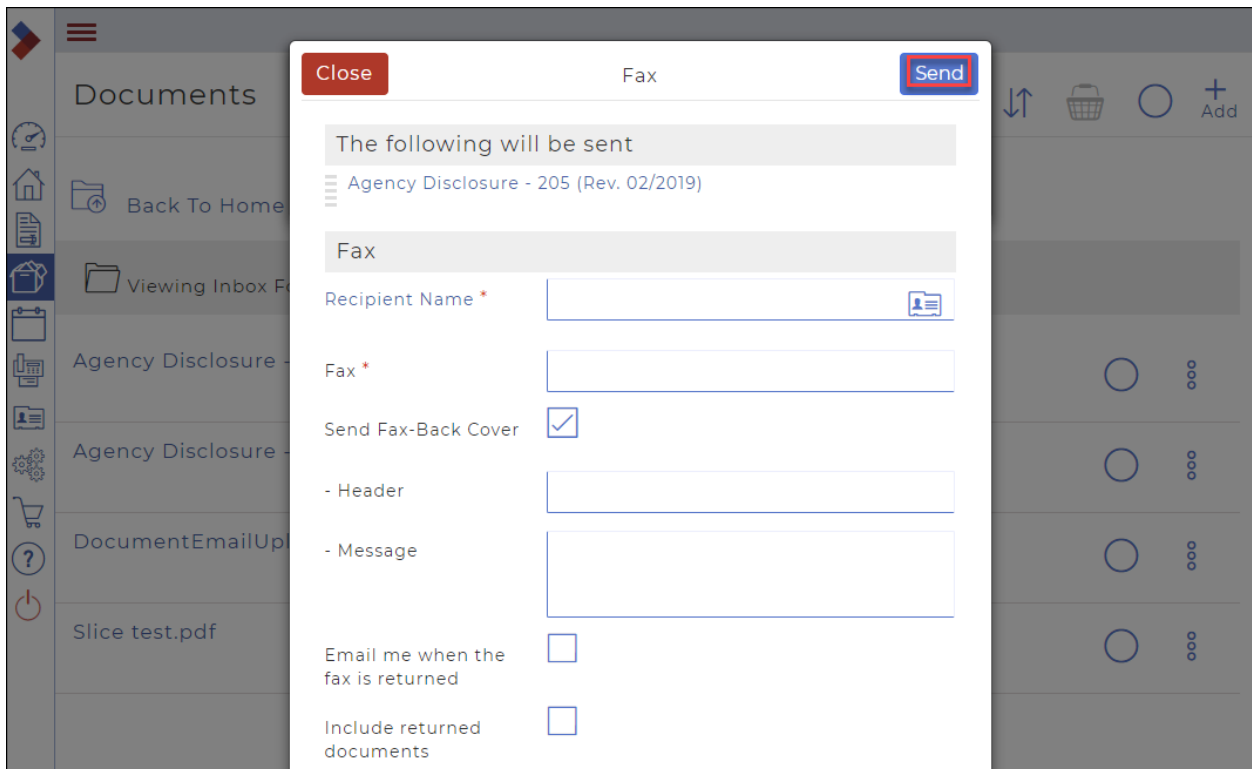 Close
Fax
Send
Documents
Add
The following will be sent
Agency Disclosure - 205 (Rev. 02/2019)
Back To Home
Fax
Viewing Inbox Fo
Recipient Name *
Agency Disclosure -
Fax *
Send Fax-Back Cover
Agency Disclosure -
- Header
DocumentEmailUpl
- Message
?
Slice test.pdf
Email me when the
fax is returned
Include returned
documents